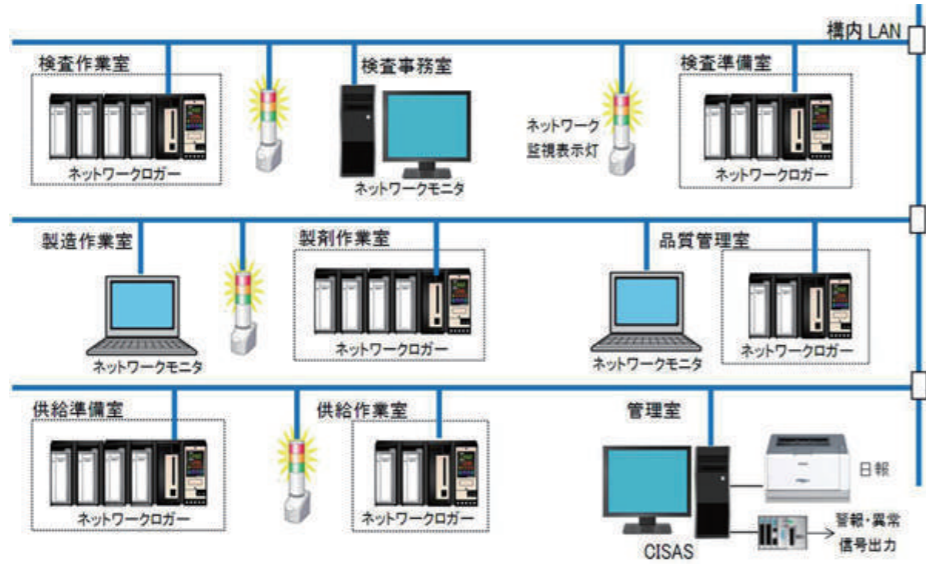 構内 LAN
検査作業室
検査事務室
検査準備室
ネットワーク
監視表示灯
ネットワークロガー
ネットワークモニタ
ネットワークロガー
製造作業室
製剤作業室
品質管理室
ネットワークモニタ
ネットワークロガー
ネットワークモニタ
ネットワークロガー
供給準備室
供給作業室
管理室
日報
ネットワークロガー
ネットワークロガー
警報・異常
信号出力
CISAS